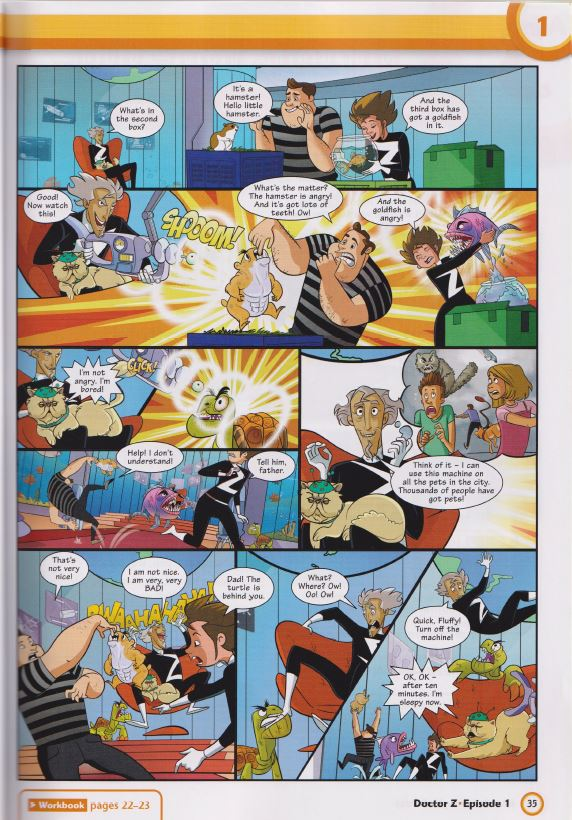 1
What's in
the second
box?
It's a
hamster!
Hello little
hamster.
And the
third box has
got a goldfish
in it.
Good!
Now watch
this!
SHPOOM!
What's the matter?
The hamster is angry!
And it's got lots of
teeth! Ow!
And the
goldfish is
angry!
I'm not
angry. I'm
bored!
CLICK!
Help! I don't
understand!
Tell him,
father.
Think of it – I can
use this machine on
all the pets in the city.
Thousands of people have
got pets!
That's
not very
nice!
I am not nice.
I am very, very
BAD!
Dad! The
turtle is
behind you.
What?
Where? Ow!
Oo! Ow!
Quick, Fluffy!
Turn off the
machine!
OK, OK –
after ten
minutes. I'm
sleepy now.
Workbook pages 22–23
Doctor Z • Episode 1 35